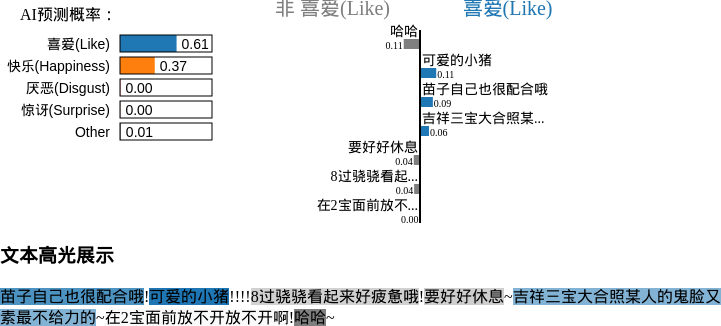 AI预测概率：
非 喜爱(Like)
喜爱(Like)
喜爱(Like) 0.61
快乐(Happiness) 0.37
厌恶(Disgust) 0.00
惊讶(Surprise) 0.00
Other 0.01
哈哈
0.11
可爱的小猪
0.11
苗子自己也很配合哦
0.09
吉祥三宝大合照某...
0.06
要好好休息
0.04
8过骁骁看起...
0.04
在2宝面前放不...
0.00
文本高光展示
苗子自己也很配合哦!可爱的小猪!!!!8过骁骁看起来好疲惫哦!要好好休息~吉祥三宝大合照某人的鬼脸又
素最不给力的~在2宝面前放不开放不开啊!哈哈~